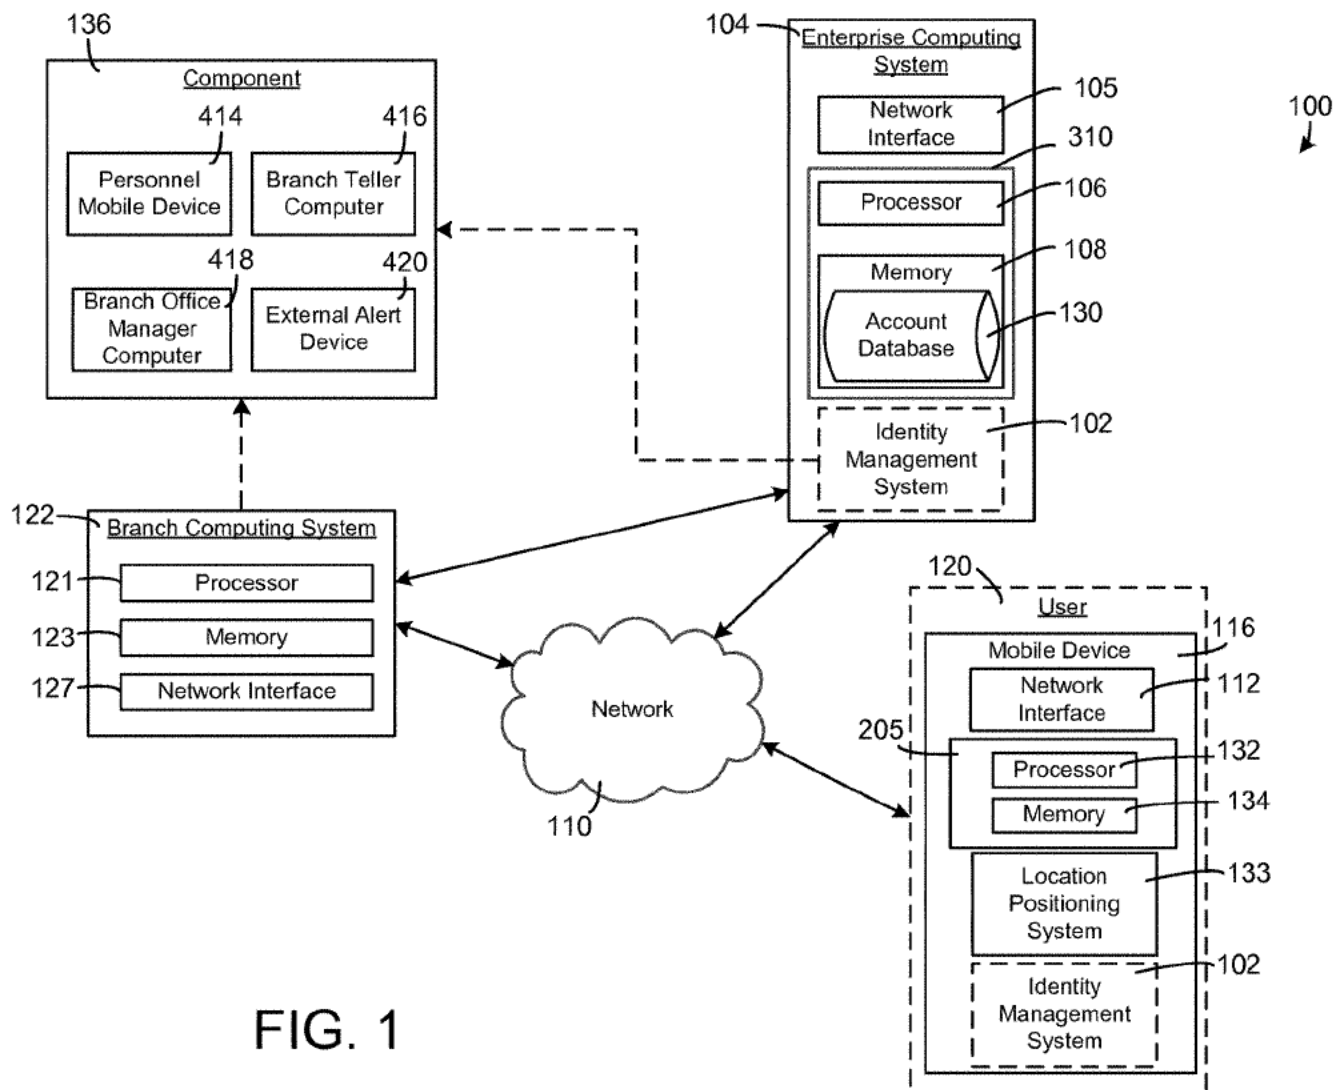 136
Component
414
416
Personnel
Mobile Device
Branch Teller
Computer
418
420
Branch Office
Manager
Computer
External Alert
Device
104
Enterprise Computing
System
105
Network
Interface
310
106
Processor
108
Memory
130
Account
Database
102
Identity
Management
System
100
122
Branch Computing System
121
Processor
123
Memory
127
Network Interface
Network
110
120
User
116
Mobile Device
112
Network
Interface
205
132
Processor
134
Memory
133
Location
Positioning
System
102
Identity
Management
System
FIG. 1